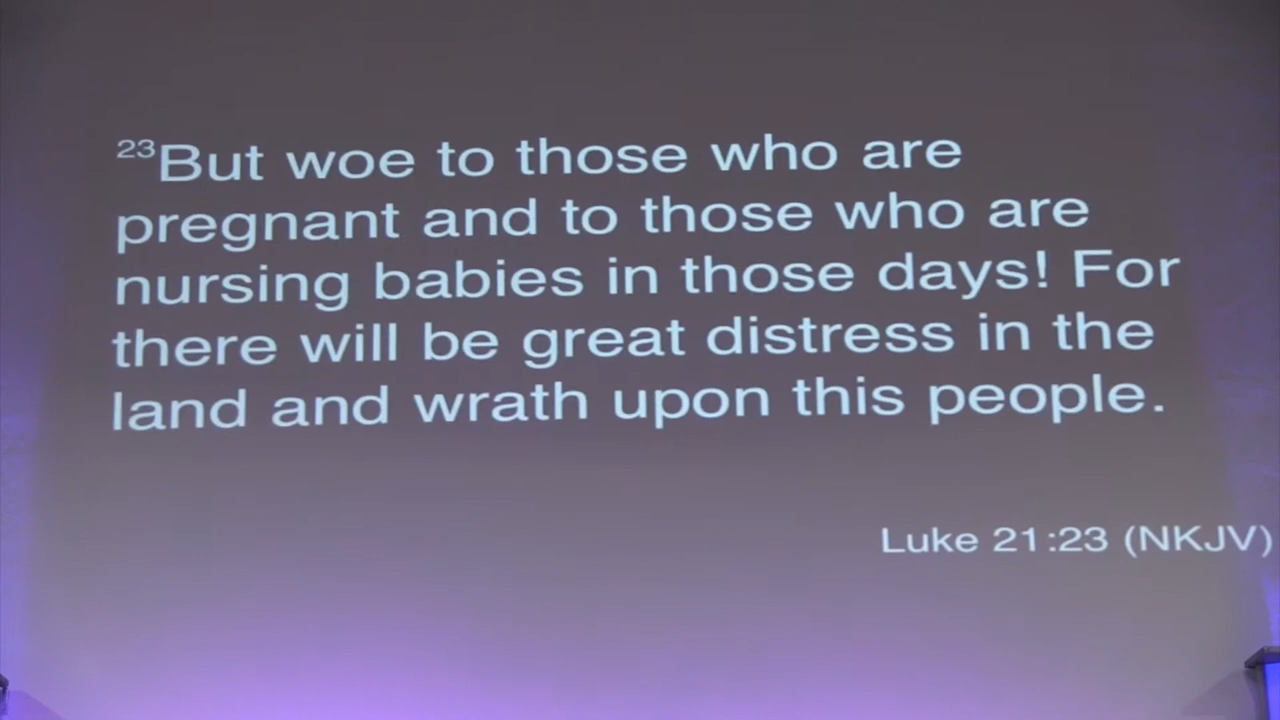 23But woe to those who are
pregnant and to those who are
nursing babies in those days! For
there will be great distress in the
land and wrath upon this people.
Luke 21:23 (NKJV)